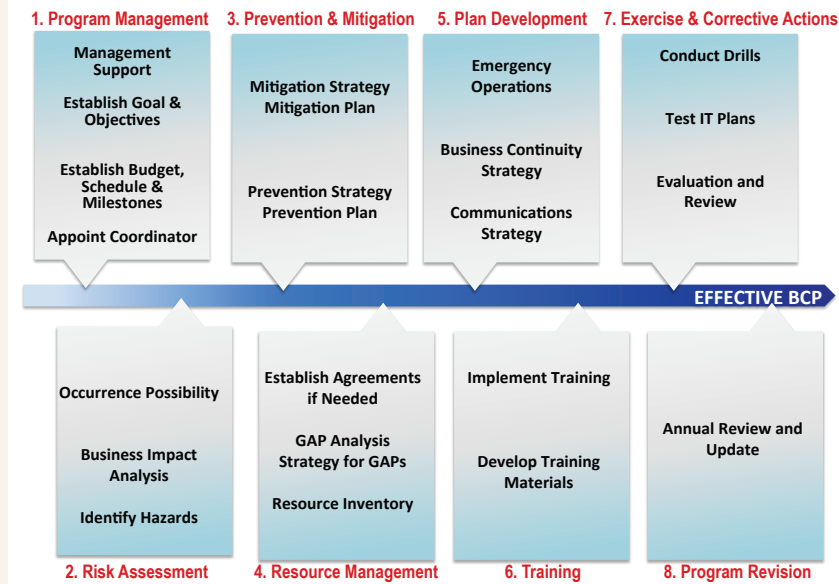 1. Program Management
Management
Support
Establish Goal &
Objectives
Establish Budget,
Schedule &
Milestones
Appoint Coordinator
3. Prevention & Mitigation
Mitigation Strategy
Mitigation Plan
Prevention Strategy
Prevention Plan
5. Plan Development
Emergency
Operations
Business Continuity
Strategy
Communications
Strategy
7. Exercise & Corrective Actions
Conduct Drills
Test IT Plans
Evaluation and
Review
EFFECTIVE BCP
Occurrence Possibility
Business Impact
Analysis
Identify Hazards
2. Risk Assessment
Establish Agreements
if Needed
GAP Analysis
Strategy for GAPs
Resource Inventory
4. Resource Management
Implement Training
Develop Training
Materials
6. Training
Annual Review and
Update
8. Program Revision